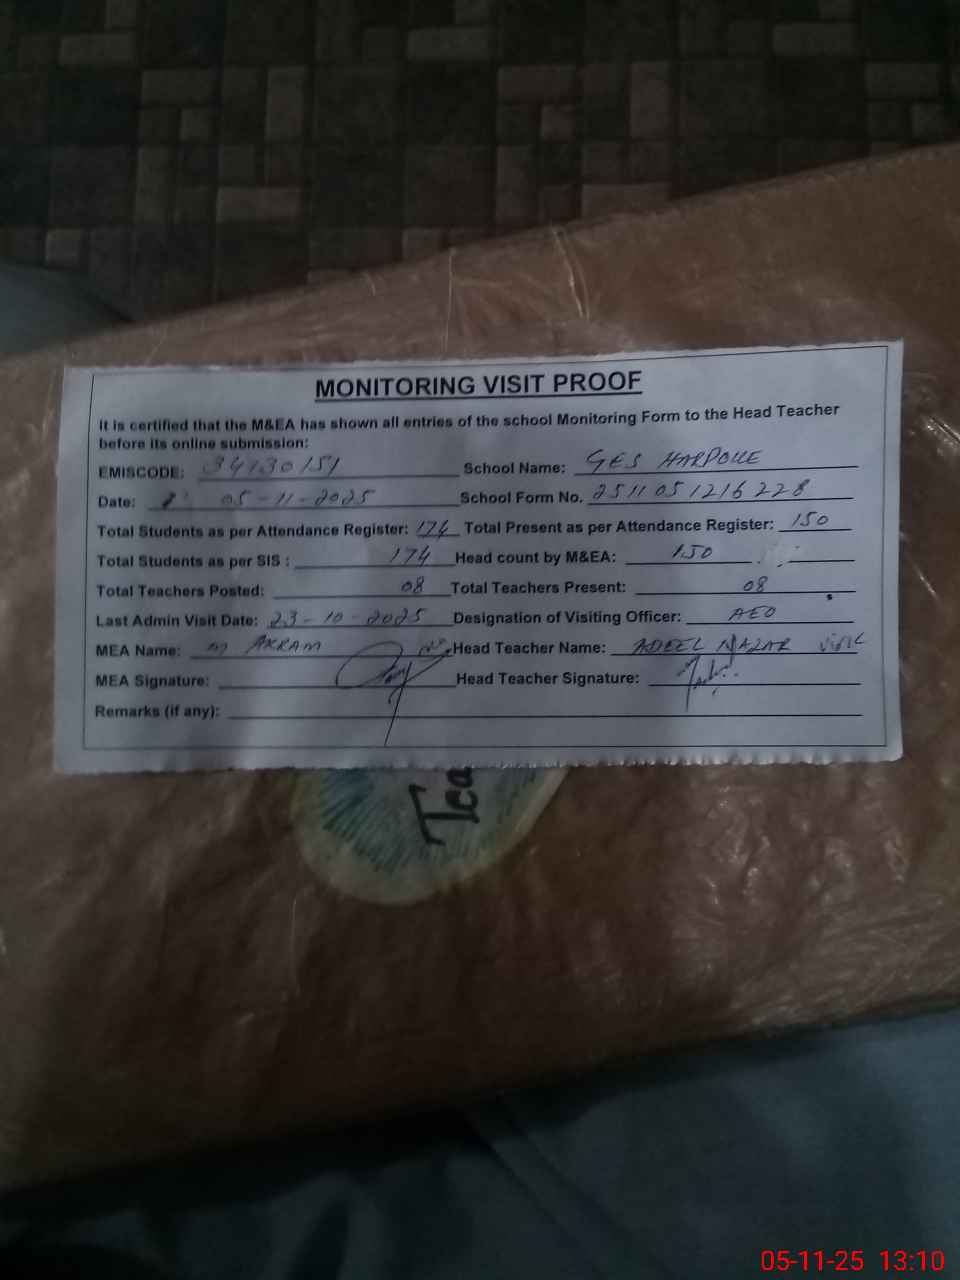 MONITORING VISIT PROOF
It is certified that the M&EA has shown all entries of the school Monitoring Form to the Head Teacher
before its online submission:
EMISCODE: 34130151 School Name: GES HARPOKE
Date: 05-11-2025 School Form No. 2511051216228
Total Students as per Attendance Register: 174 Total Present as per Attendance Register: 150
Total Students as per SIS : 174 Head count by M&EA: 150
Total Teachers Posted: 08 Total Teachers Present: 08
Last Admin Visit Date: 23-10-2025 Designation of Visiting Officer: AEO
MEA Name: M AKRAM Head Teacher Name: ADEEL NAZAR
MEA Signature: Head Teacher Signature:
Remarks (if any):
Tea
05-11-25 13:10